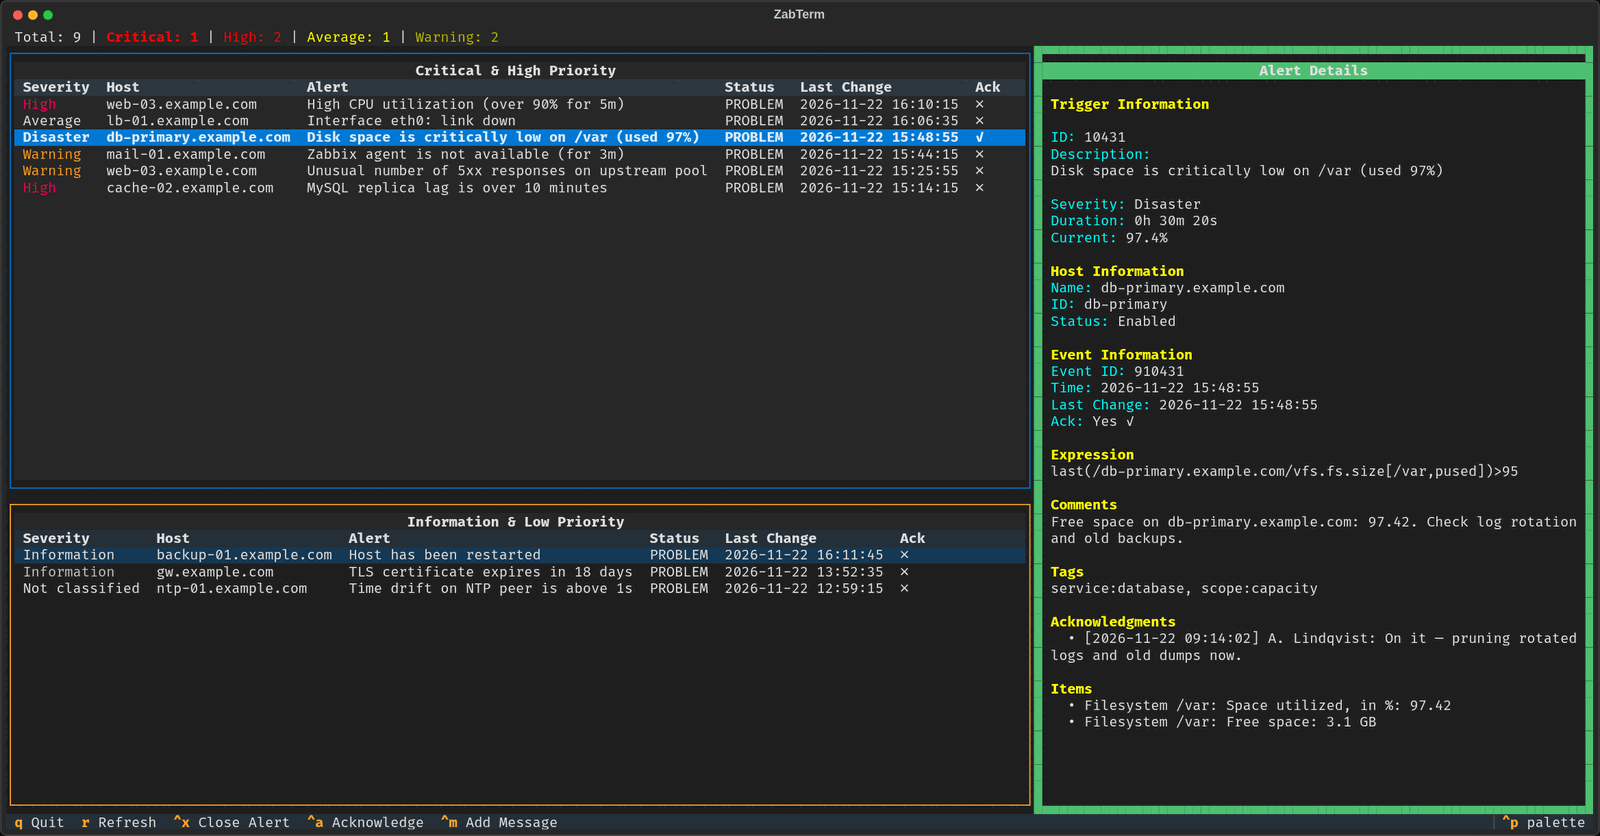 ZabTerm
Total: 9 | Critical: 1 | High: 2 | Average: 1 | Warning: 2
Critical & High Priority
Severity Host Alert Status Last Change Ack
High web-03.example.com High CPU utilization (over 90% for 5m) PROBLEM 2026-11-22 16:10:15 ×
Average lb-01.example.com Interface eth0: link down PROBLEM 2026-11-22 16:06:35 ×
Disaster db-primary.example.com Disk space is critically low on /var (used 97%) PROBLEM 2026-11-22 15:48:55 √
Warning mail-01.example.com Zabbix agent is not available (for 3m) PROBLEM 2026-11-22 15:44:15 ×
Warning web-03.example.com Unusual number of 5xx responses on upstream pool PROBLEM 2026-11-22 15:25:55 ×
High cache-02.example.com MySQL replica lag is over 10 minutes PROBLEM 2026-11-22 15:14:15 ×
Information & Low Priority
Severity Host Alert Status Last Change Ack
Information backup-01.example.com Host has been restarted PROBLEM 2026-11-22 16:11:45 ×
Information gw.example.com TLS certificate expires in 18 days PROBLEM 2026-11-22 13:52:35 ×
Not classified ntp-01.example.com Time drift on NTP peer is above 1s PROBLEM 2026-11-22 12:59:15 ×
Alert Details
Trigger Information
ID: 10431
Description:
Disk space is critically low on /var (used 97%)
Severity: Disaster
Duration: 0h 30m 20s
Current: 97.4%
Host Information
Name: db-primary.example.com
ID: db-primary
Status: Enabled
Event Information
Event ID: 910431
Time: 2026-11-22 15:48:55
Last Change: 2026-11-22 15:48:55
Ack: Yes √
Expression
last(/db-primary.example.com/vfs.fs.size[/var,pused])>95
Comments
Free space on db-primary.example.com: 97.42. Check log rotation
and old backups.
Tags
service:database, scope:capacity
Acknowledgments
• [2026-11-22 09:14:02] A. Lindqvist: On it — pruning rotated
logs and old dumps now.
Items
• Filesystem /var: Space utilized, in %: 97.42
• Filesystem /var: Free space: 3.1 GB
q Quit r Refresh ^x Close Alert ^a Acknowledge ^m Add Message ^p palette